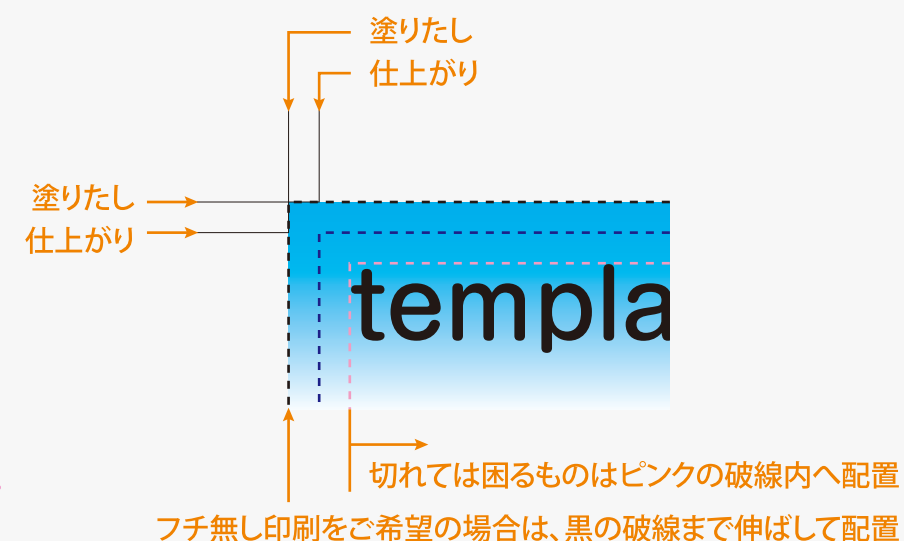 塗りたし
仕上がり
塗りたし
仕上がり
templa
切れては困るものはピンクの破線内へ配置
フチ無し印刷をご希望の場合は、黒の破線まで伸ばして配置